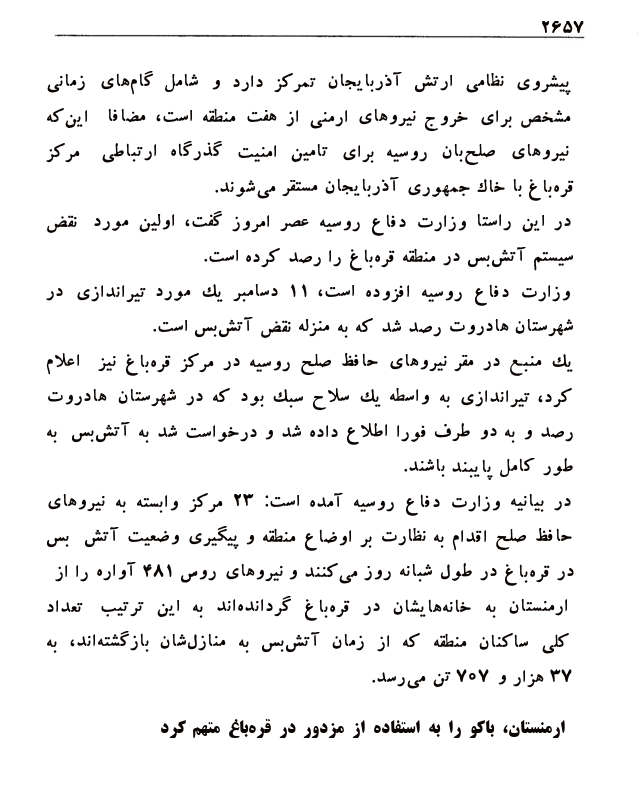 ۲۶۵۷
پیشروی نظامی ارتش آذربایجان تمرکز دارد و شامل گام‌های زمانی
مشخص برای خروج نیروهای ارمنی از هفت منطقه است، مضافا این‌که
نیروهای صلح‌بان روسیه برای تامین امنیت گذرگاه ارتباطی مرکز
قره‌باغ با خاك جمهوری آذربایجان مستقر می‌شوند.
در این راستا وزارت دفاع روسیه عصر امروز گفت، اولین مورد نقض
سیستم آتش‌بس در منطقه قره‌باغ را رصد کرده است.
وزارت دفاع روسیه افزوده است، ۱۱ دسامبر یك مورد تیراندازی در
شهرستان هادروت رصد شد که به منزله نقض آتش‌بس است.
یك منبع در مقر نیروهای حافظ صلح روسیه در مرکز قره‌باغ نیز اعلام
کرد، تیراندازی به واسطه یك سلاح سبك بود که در شهرستان هادروت
رصد و به دو طرف فورا اطلاع داده شد و درخواست شد به آتش‌بس به
طور کامل پایبند باشند.
در بیانیه وزارت دفاع روسیه آمده است: ۲۳ مرکز وابسته به نیروهای
حافظ صلح اقدام به نظارت بر اوضاع منطقه و پیگیری وضعیت آتش بس
در قره‌باغ در طول شبانه روز می‌کنند و نیروهای روس ۴۸۱ آواره را از
ارمنستان به خانه‌هایشان در قره‌باغ گردانده‌اند به این ترتیب تعداد
کلی ساکنان منطقه که از زمان آتش‌بس به منازل‌شان بازگشته‌اند، به
۳۷ هزار و ۷۰۷ تن می‌رسد.
ارمنستان، باکو را به استفاده از مزدور در قره‌باغ متهم کرد